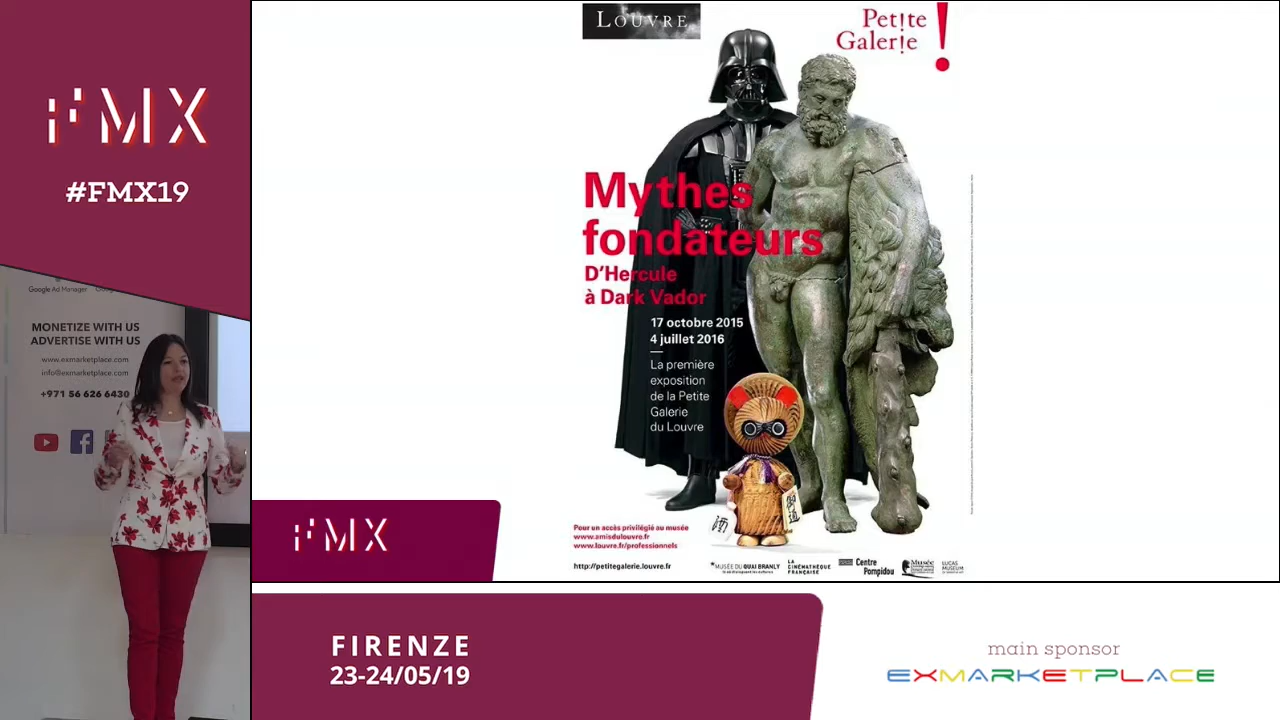 FMX
#FMX19
Google Ad Manager
MONETIZE WITH US
ADVERTISE WITH US
www.exmarketplace.com
info@exmarketplace.com
+971 56 626 6430
LOUVRE
Petite
Galerie
!
Mythes
fondateurs
D'Hercule
à Dark Vador
17 octobre 2015
4 juillet 2016
La première
exposition
de la Petite
Galerie
du Louvre
Pour un accès privilégié au musée
www.amisdulouvre.fr
www.louvre.fr/professionnels
http://petitegalerie.louvre.fr
MUSÉE DU QUAI BRANLY
LA
CINÉMATHÈQUE
FRANÇAISE
Centre
Pompidou
Musée
LUCAS
MUSEUM
FMX
FIRENZE
23-24/05/19
main sponsor
EXMARKETPLACE